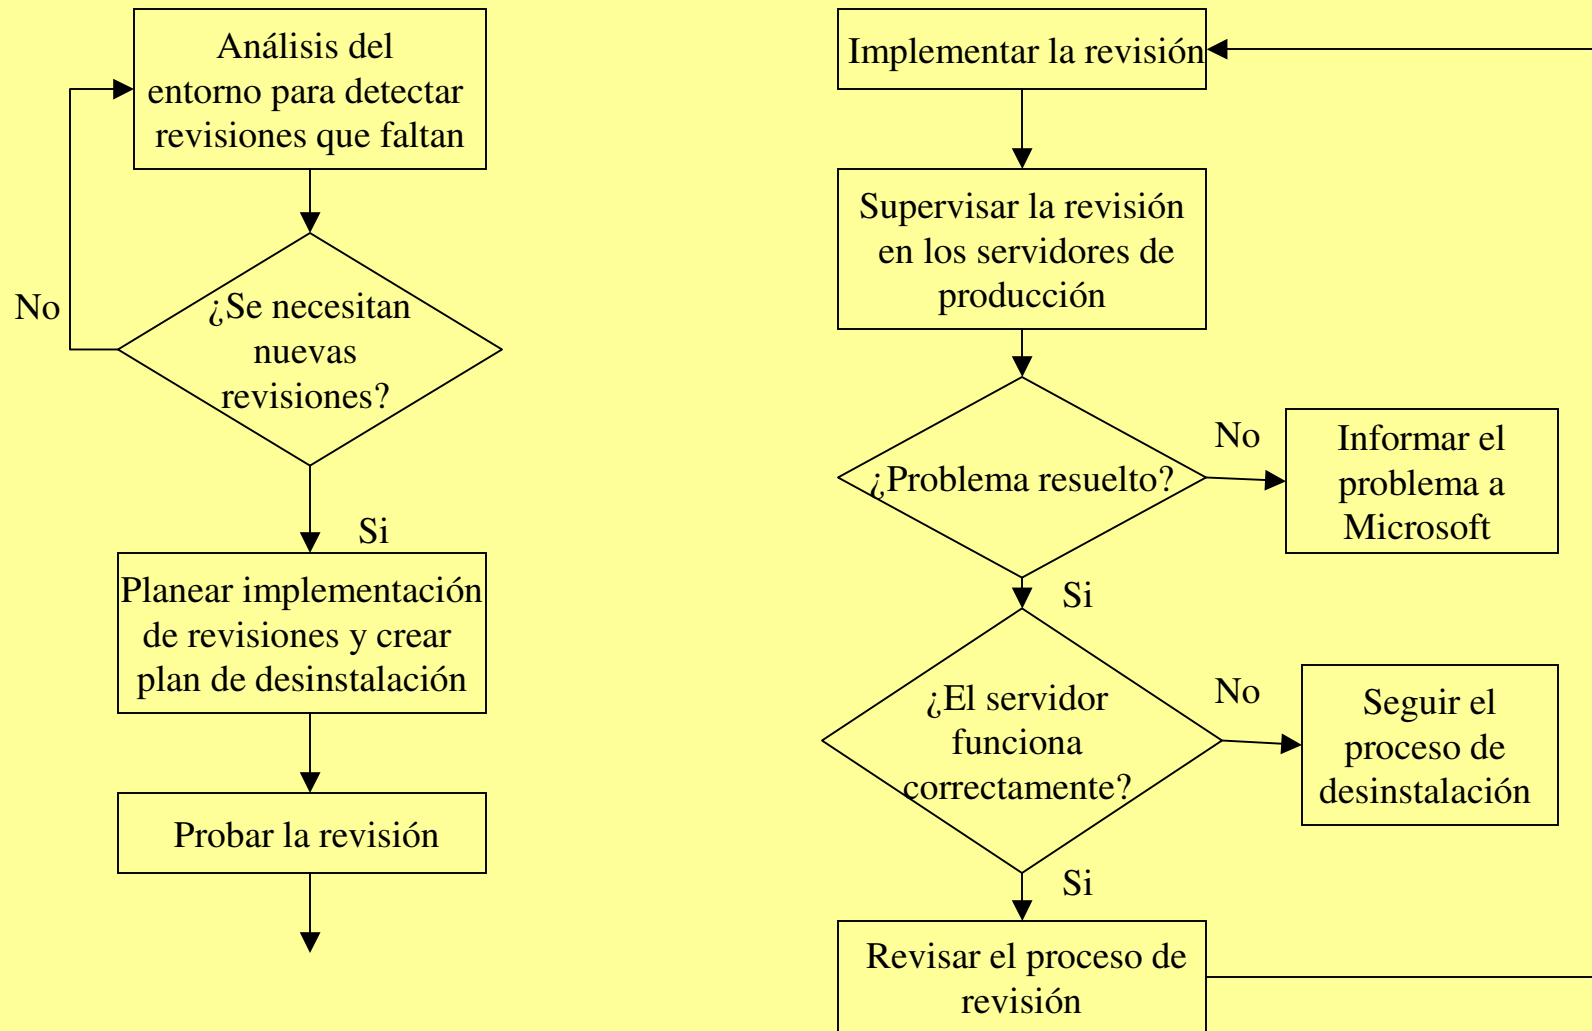 Análisis del
entorno para detectar
revisiones que faltan
No
¿Se necesitan
nuevas
revisiones?
Si
Planear implementación
de revisiones y crear
plan de desinstalación
Probar la revisión
Implementar la revisión
Supervisar la revisión
en los servidores de
producción
¿Problema resuelto?
No
Informar el
problema a
Microsoft
Si
¿El servidor
funciona
correctamente?
No
Seguir el
proceso de
desinstalación
Si
Revisar el proceso de
revisión